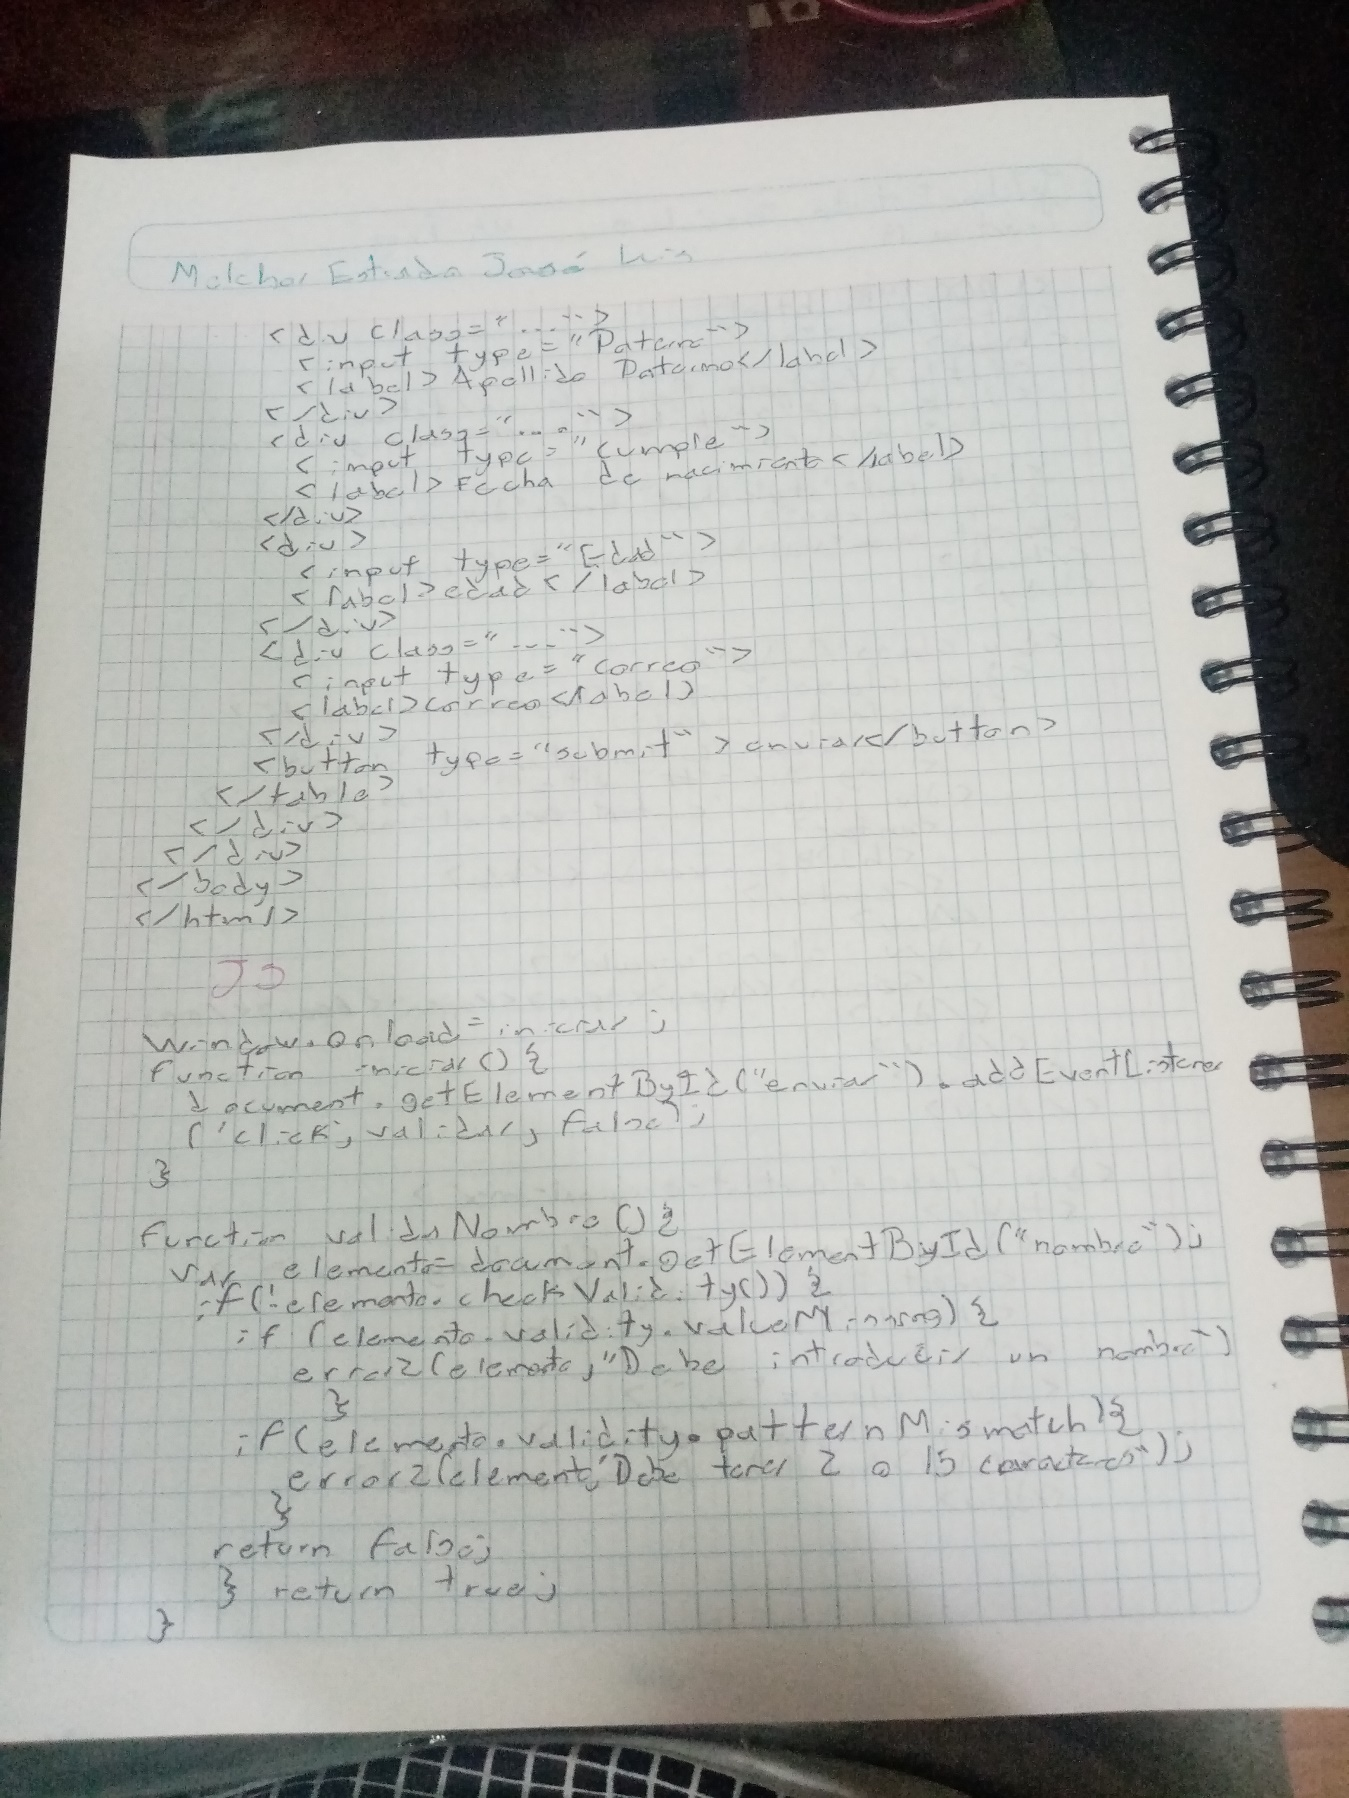 Melchor Estrada José Luis
<div class="....">
<input type="Paterno">
<label>Apellido Paterno</label>
</div>
<div class="....">
<input type="cumple">
<label>Fecha de nacimiento</label>
</div>
<div>
<input type="Edad">
<label>edad</label>
</div>
<div class="....">
<input type="correo">
<label>correo</label>
</div>
<button type="submit">enviar</button>
</table>
</div>
</div>
</body>
</html>
JS
Window.onload=iniciar;
function iniciar(){
document.getElementById("enviar").addEventListener
('click', validar, false);
}
function validaNombre(){
var elemento=document.getElementById("nombre");
if(!elemento.checkValidity()){
if(elemento.validity.valueMissing){
error2(elemento,"Debe introducir un nombre")
}
if(elemento.validity.patternMismatch){
error2(elemento,"Debe tener 2 a 15 caracteres");
}
return false;
} return true;
}